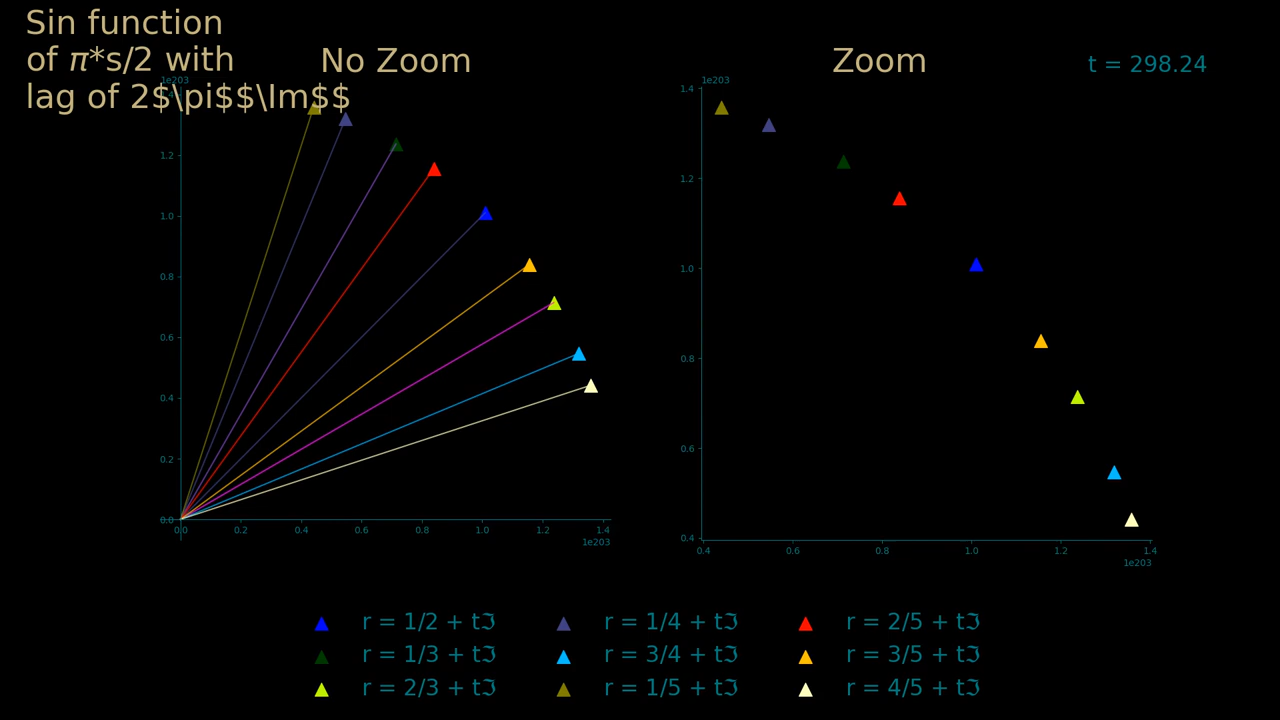 Sin function
of π*s/2 with
lag of 2$\pi$$\Im$$
No Zoom
Zoom
t = 298.24
1e203
1.2
1.0
0.8
0.6
0.4
0.2
0.0
0.0 0.2 0.4 0.6 0.8 1.0 1.2 1.4
1e203
1e203
1.4
1.2
1.0
0.8
0.6
0.4
0.4 0.6 0.8 1.0 1.2 1.4
1e203
r = 1/2 + tℑ r = 1/4 + tℑ r = 2/5 + tℑ
r = 1/3 + tℑ r = 3/4 + tℑ r = 3/5 + tℑ
r = 2/3 + tℑ r = 1/5 + tℑ r = 4/5 + tℑ